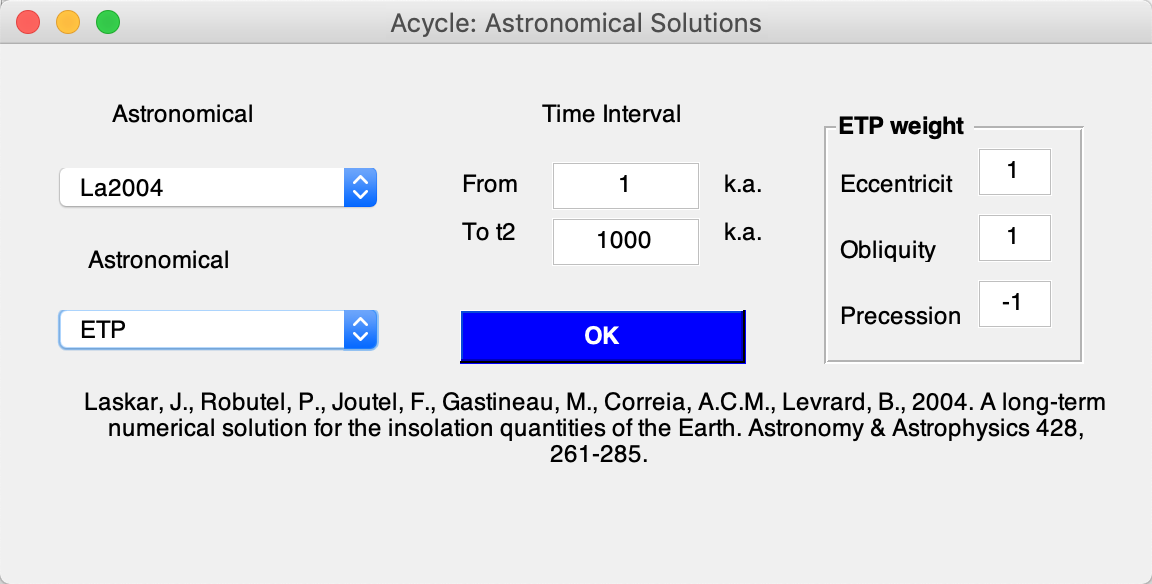 Acycle: Astronomical Solutions
Astronomical
La2004
Astronomical
ETP
Time Interval
From 1 k.a.
To t2 1000 k.a.
OK
ETP weight
Eccentricit 1
Obliquity 1
Precession -1
Laskar, J., Robutel, P., Joutel, F., Gastineau, M., Correia, A.C.M., Levrard, B., 2004. A long-term
numerical solution for the insolation quantities of the Earth. Astronomy & Astrophysics 428,
261-285.